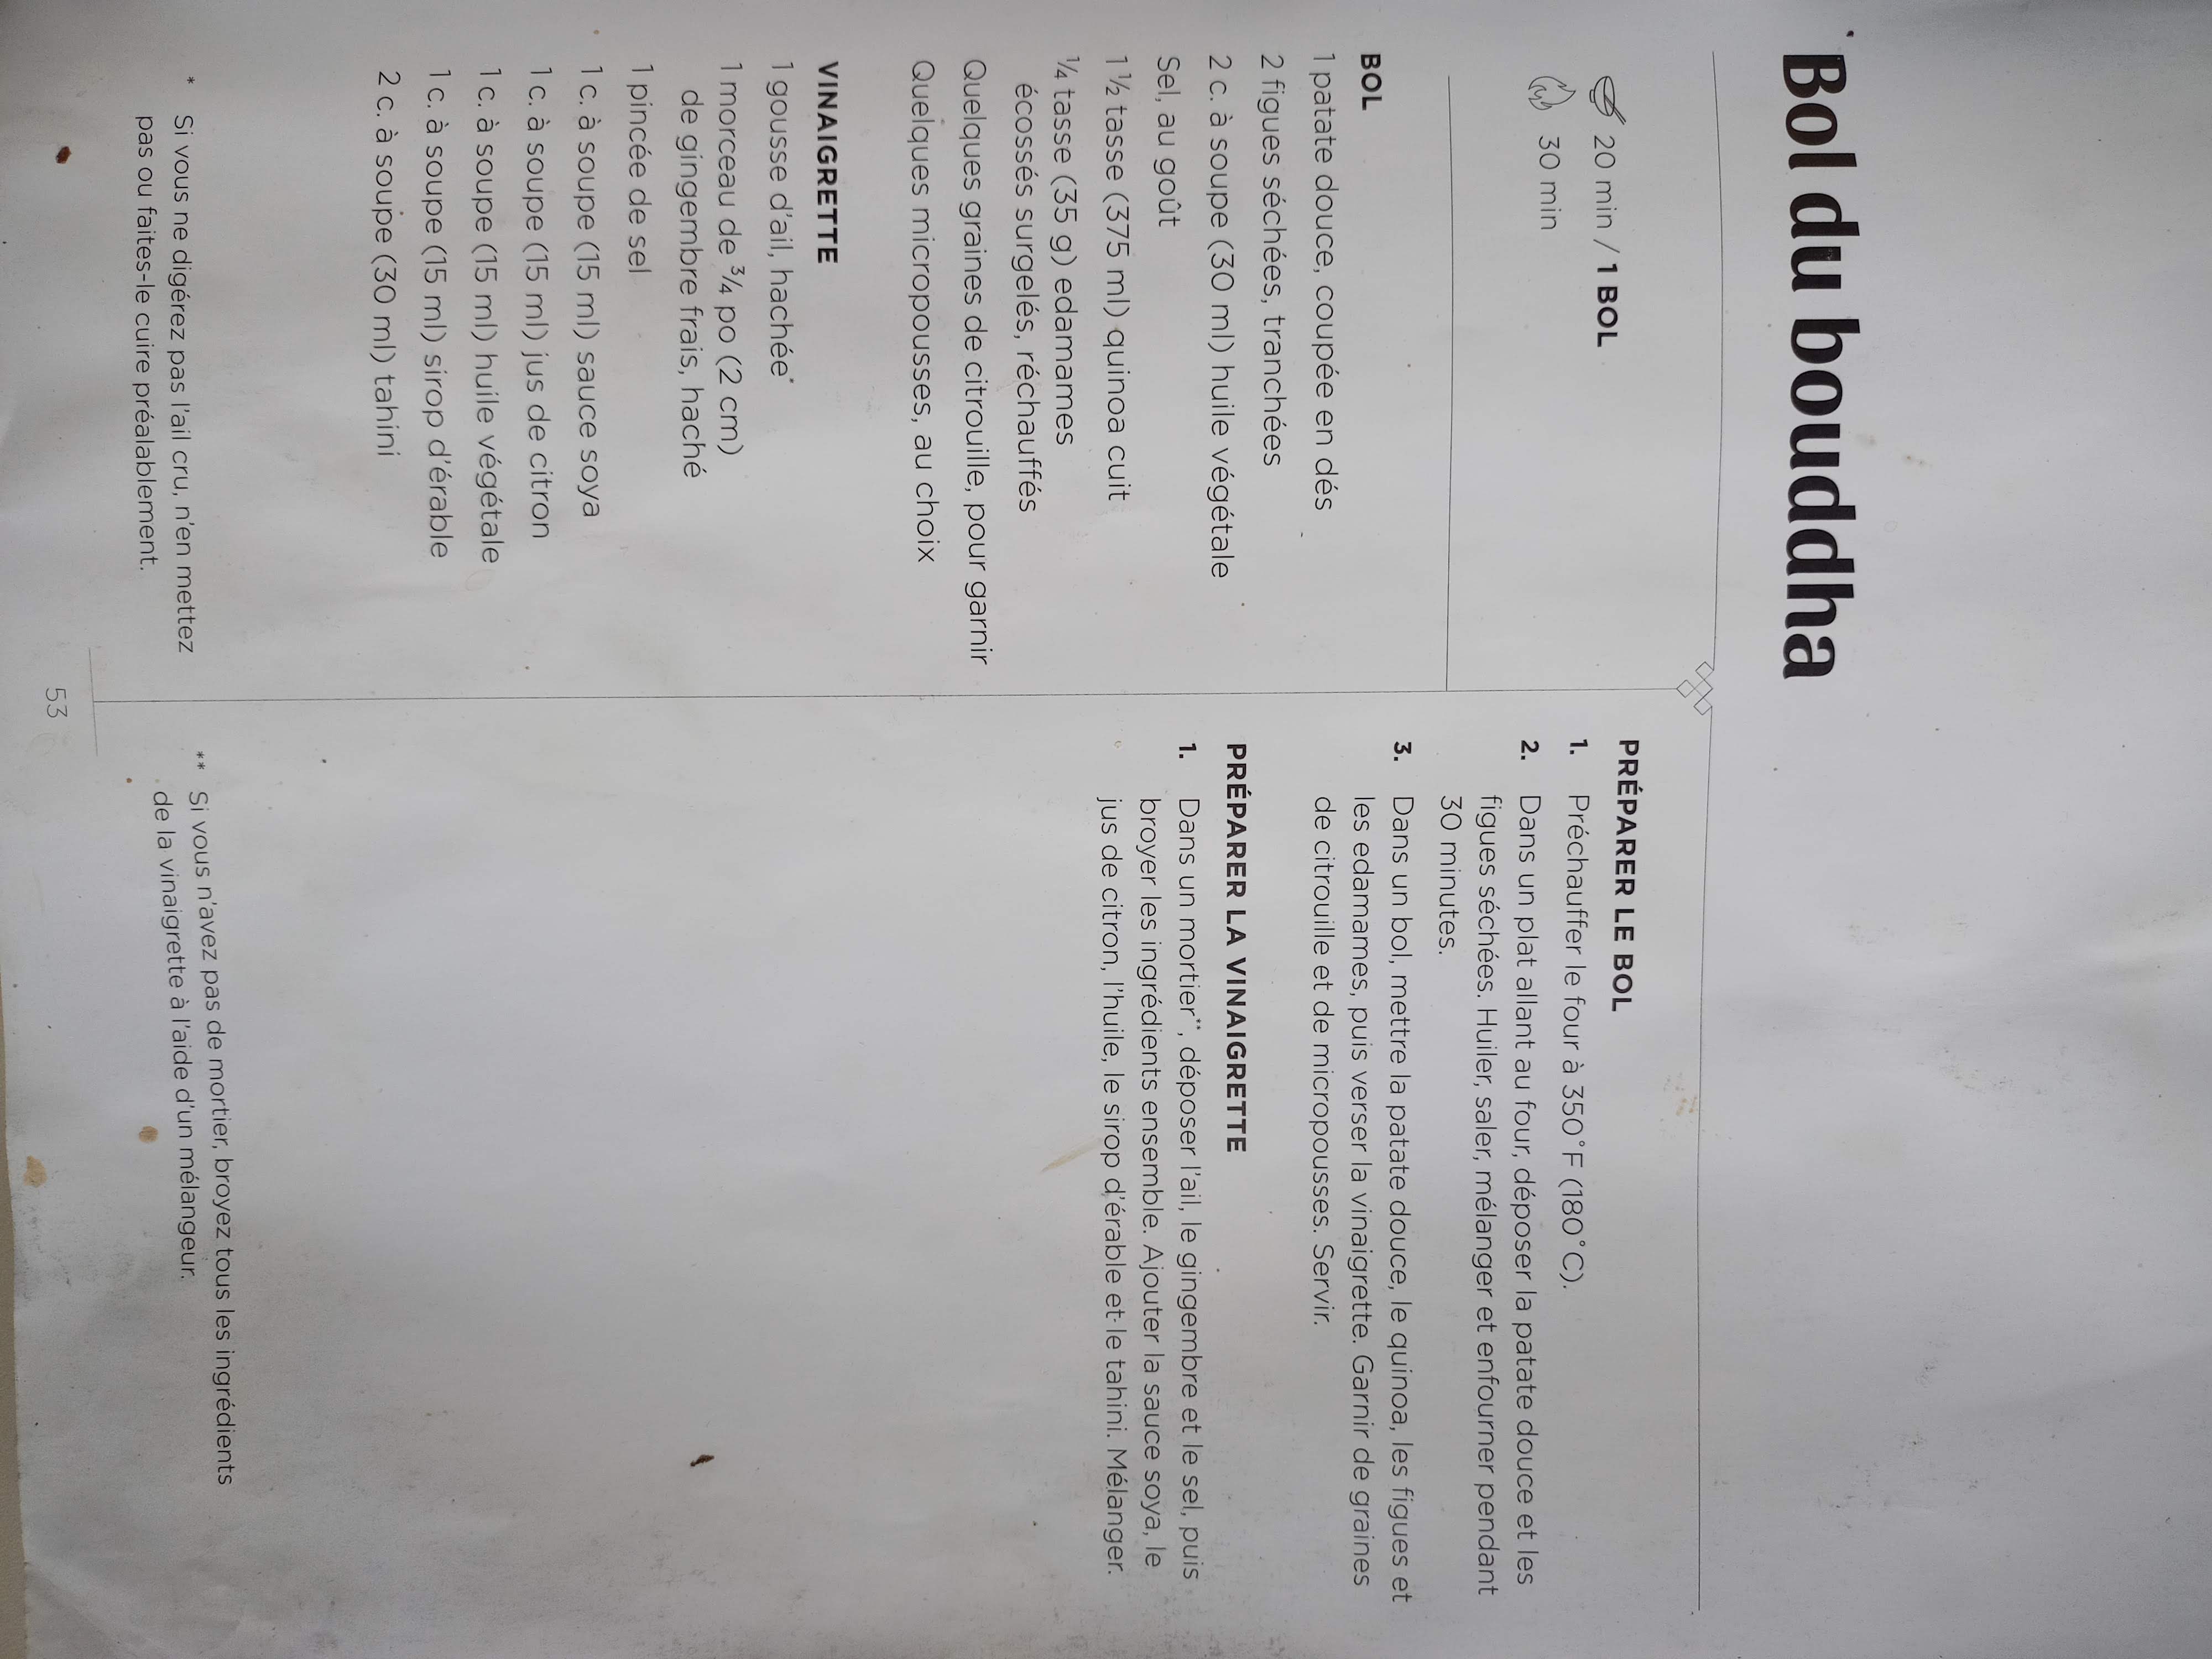 Bol du bouddha
20 min / 1 BOL
30 min
BOL
1 patate douce, coupée en dés
2 figues séchées, tranchées
2 c. à soupe (30 ml) huile végétale
Sel, au goût
1 ½ tasse (375 ml) quinoa cuit
¼ tasse (35 g) edamames
écossés surgelés, réchauffés
Quelques graines de citrouille, pour garnir
Quelques micropousses, au choix
VINAIGRETTE
1 gousse d'ail, hachée*
1 morceau de ¾ po (2 cm)
de gingembre frais, haché
1 pincée de sel
1 c. à soupe (15 ml) sauce soya
1 c. à soupe (15 ml) jus de citron
1 c. à soupe (15 ml) huile végétale
1 c. à soupe (15 ml) sirop d'érable
2 c. à soupe (30 ml) tahini
* Si vous ne digérez pas l'ail cru, n'en mettez
pas ou faites-le cuire préalablement.
PRÉPARER LE BOL
1. Préchauffer le four à 350°F (180°C).
2. Dans un plat allant au four, déposer la patate douce et les
figues séchées. Huiler, saler, mélanger et enfourner pendant
30 minutes.
3. Dans un bol, mettre la patate douce, le quinoa, les figues et
les edamames, puis verser la vinaigrette. Garnir de graines
de citrouille et de micropousses. Servir.
PRÉPARER LA VINAIGRETTE
1. Dans un mortier**, déposer l'ail, le gingembre et le sel, puis
broyer les ingrédients ensemble. Ajouter la sauce soya, le
jus de citron, l'huile, le sirop d'érable et le tahini. Mélanger.
** Si vous n'avez pas de mortier, broyez tous les ingrédients
de la vinaigrette à l'aide d'un mélangeur.
53